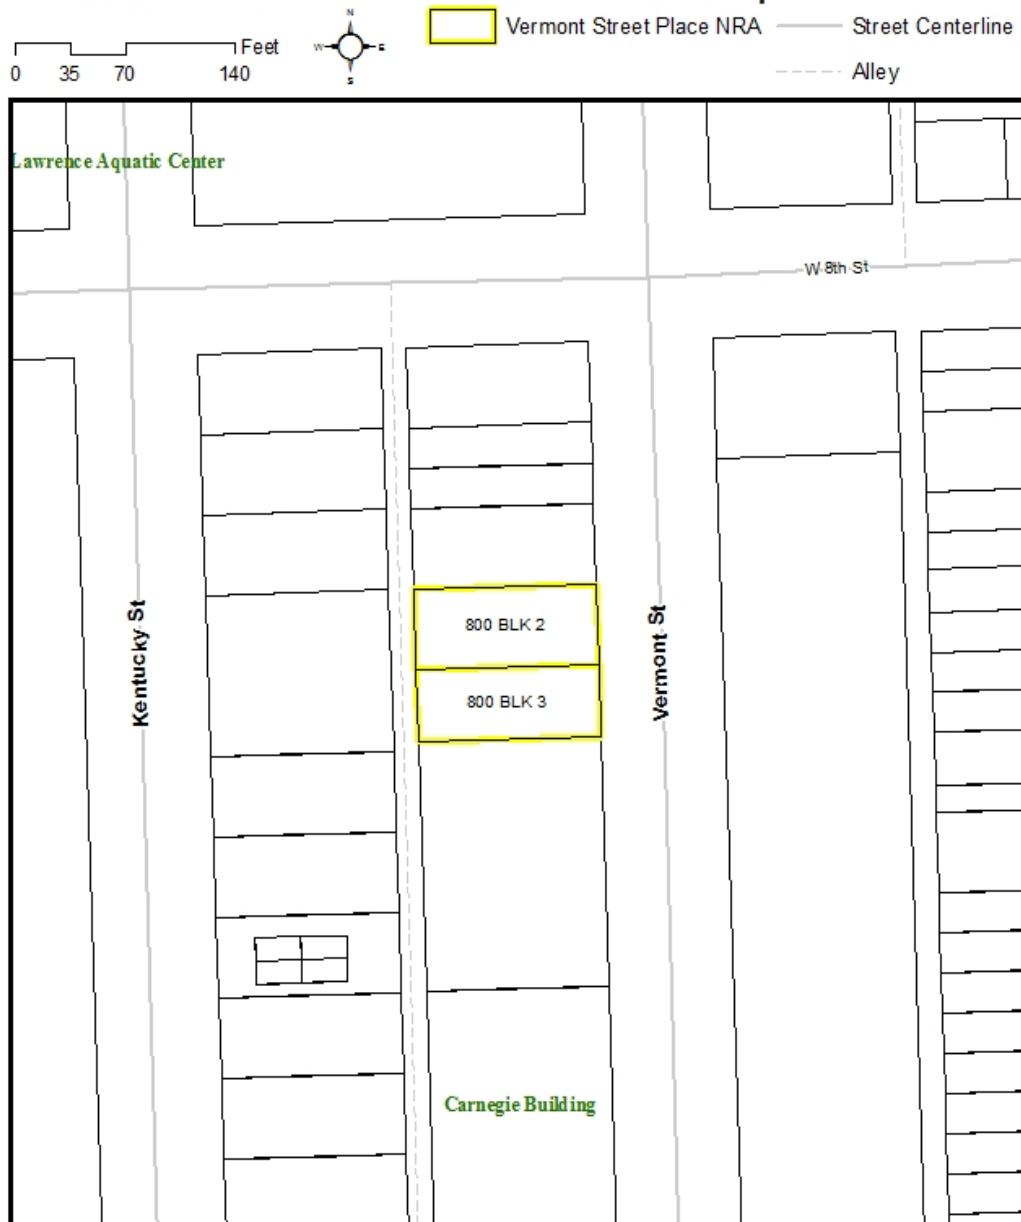 Feet
0 35 70 140
N
W E
S
Vermont Street Place NRA
Street Centerline
Alley
Lawrence Aquatic Center
W 8th St
Kentucky St
Vermont St
800 BLK 2
800 BLK 3
Carnegie Building